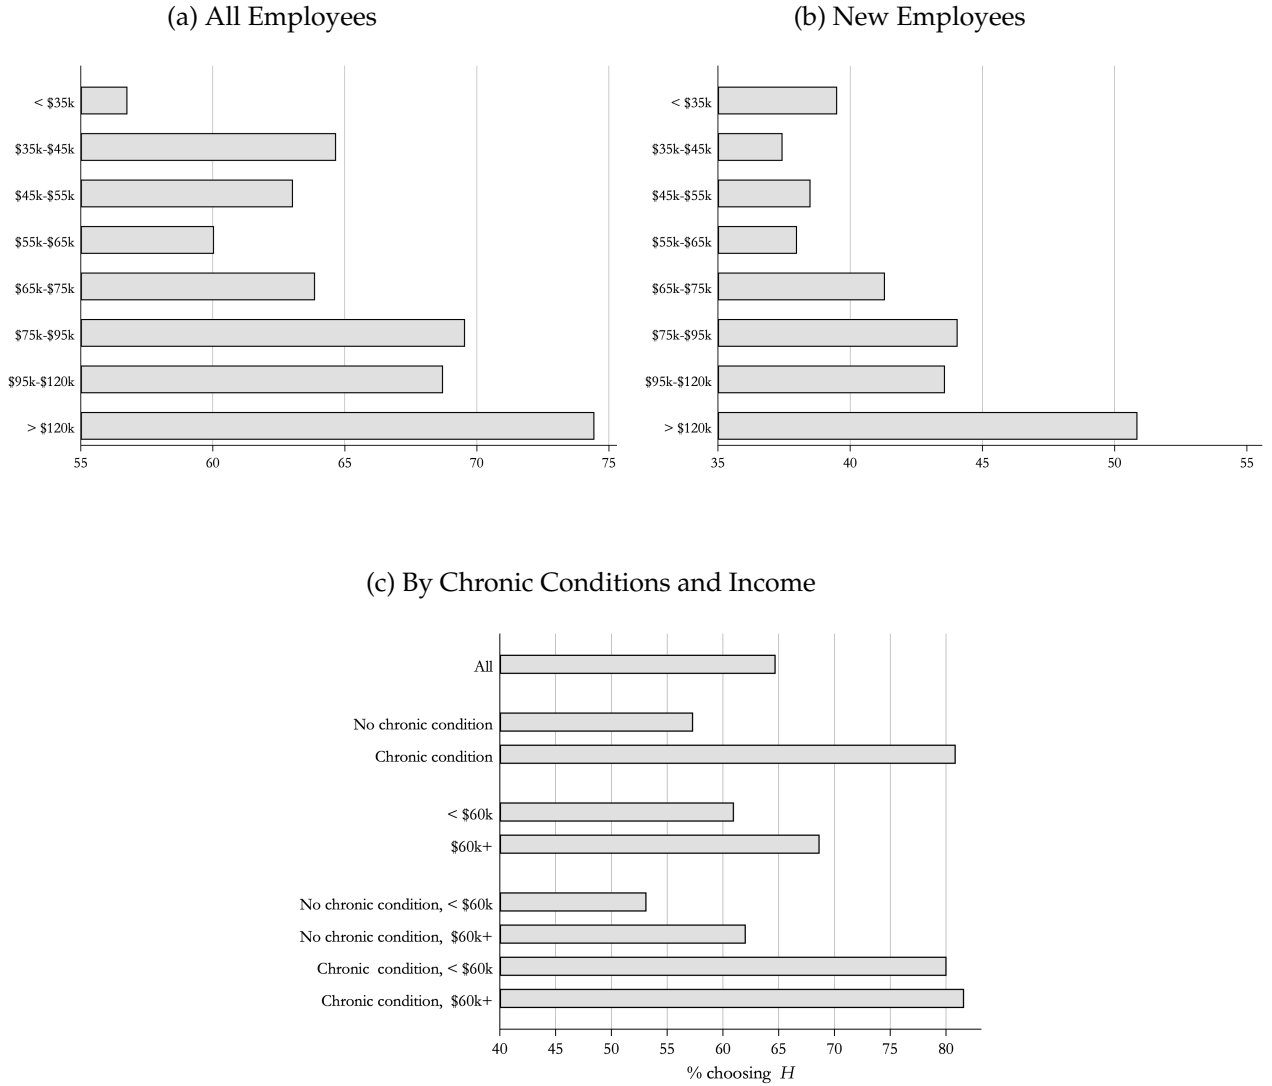 (a) All Employees
< $35k
$35k-$45k
$45k-$55k
$55k-$65k
$65k-$75k
$75k-$95k
$95k-$120k
> $120k
55 60 65 70 75
(b) New Employees
< $35k
$35k-$45k
$45k-$55k
$55k-$65k
$65k-$75k
$75k-$95k
$95k-$120k
> $120k
35 40 45 50 55
(c) By Chronic Conditions and Income
All
No chronic condition
Chronic condition
< $60k
$60k+
No chronic condition, < $60k
No chronic condition, $60k+
Chronic condition, < $60k
Chronic condition, $60k+
40 45 50 55 60 65 70 75 80
% choosing H